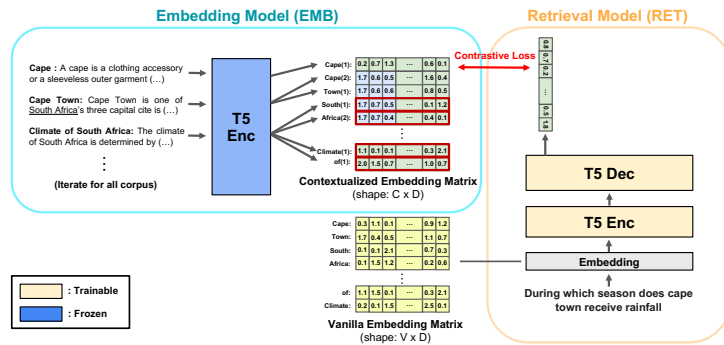 Embedding Model (EMB)
Retrieval Model (RET)
Cape : A cape is a clothing accessory
or a sleeveless outer garment (…)
Cape Town: Cape Town is one of
South Africa's three capital cite is (…)
Climate of South Africa: The climate
of South Africa is determined by (…)
...
(Iterate for all corpus)
T5
Enc
Cape(1): 0.2 0.7 1.3 ... 0.6 0.1
Cape(2): 1.7 0.6 0.5 ... 1.6 0.4
Town(1): 1.7 0.6 0.6 ... 0.8 0.5
South(1): 1.7 0.7 0.5 ... 0.1 1.2
Africa(2): 1.7 0.7 0.4 ... 0.4 0.1
Climate(1): 1.1 0.1 0.1 ... 0.3 2.1
of(1): 2.0 1.5 0.7 ... 1.0 0.7
Contextualized Embedding Matrix
(shape: C x D)
Contrastive Loss
0.8 0.7 0.2 ... 0.5 1.8
T5 Dec
T5 Enc
Embedding
During which season does cape
town receive rainfall
Cape: 0.3 1.1 0.1 ... 0.9 1.2
Town: 1.7 0.4 0.5 ... 1.1 0.7
South: 0.1 0.1 2.1 ... 0.7 0.3
Africa: 0.1 1.5 1.2 ... 0.2 0.6
of: 1.1 1.5 0.1 ... 0.3 2.1
Climate: 0.2 0.1 1.5 ... 2.5 0.1
Vanilla Embedding Matrix
(shape: V x D)
: Trainable
: Frozen